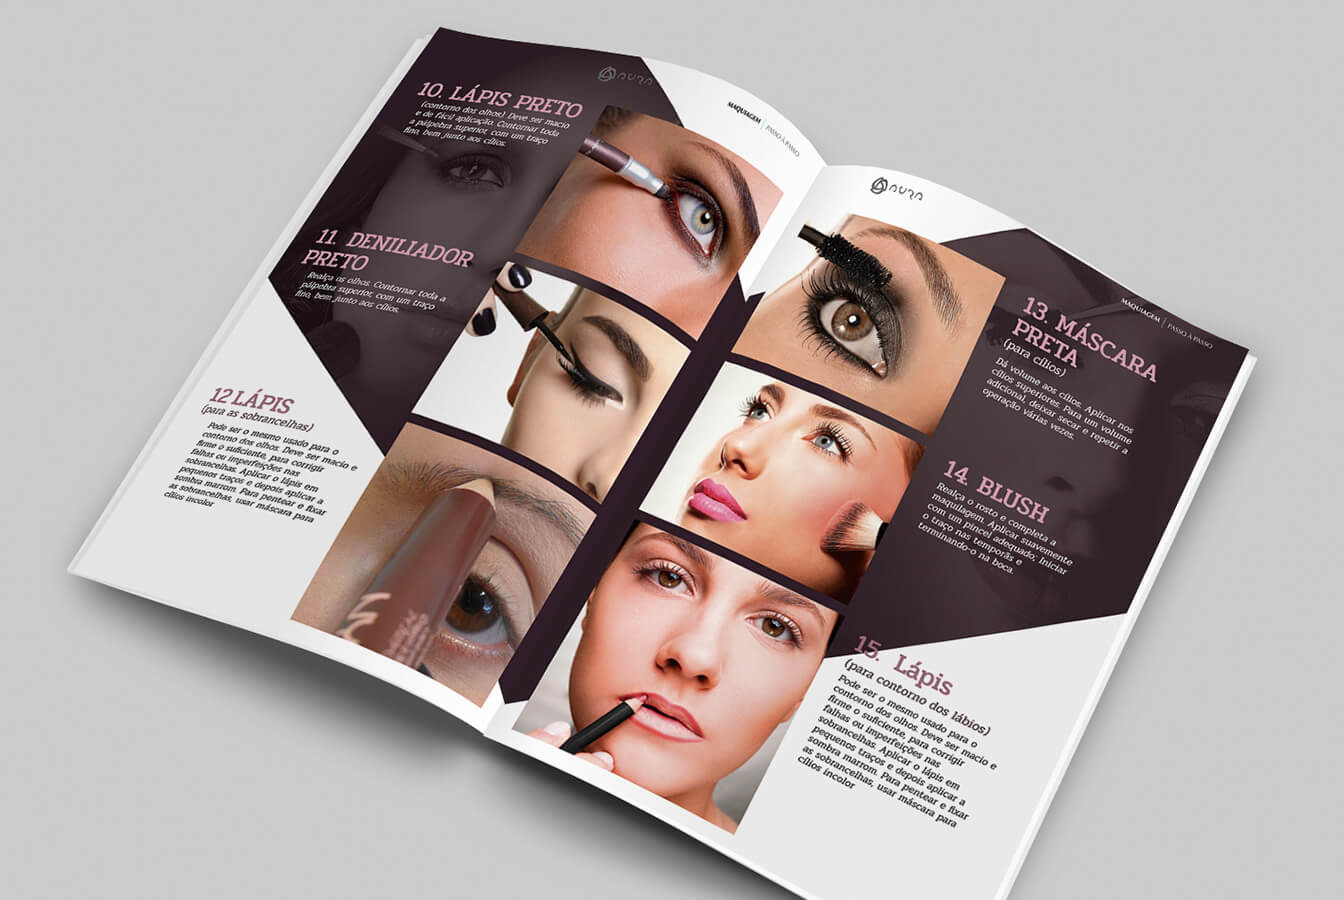 AURA
MAQUIAGEM | PASSO À PASSO
10. LÁPIS PRETO
(contorno dos olhos) Deve ser macio
e de fácil aplicação. Contornar toda
a pálpebra superior, com um traço
fino, bem junto aos cílios.
11. DENILIADOR
PRETO
Realça os olhos. Contornar toda a
pálpebra superior, com um traço
fino, bem junto aos cílios.
12 LÁPIS
(para as sobrancelhas)
Pode ser o mesmo usado para o
contorno dos olhos. Deve ser macio e
firme o suficiente, para corrigir
falhas ou imperfeições nas
sobrancelhas. Aplicar o lápis em
pequenos traços e depois aplicar a
sombra marrom. Para pentear e fixar
as sobrancelhas, usar máscara para
cílios incolor
AURA
MAQUIAGEM | PASSO À PASSO
13. MÁSCARA
PRETA
(para cílios)
Dá volume aos cílios. Aplicar nos
cílios superiores. Para um volume
adicional, deixar secar e repetir a
operação várias vezes.
14. BLUSH
Realça o rosto e completa a
maquilagem. Aplicar suavemente
com um pincel adequado; Iniciar
o traço nas temporãs e
terminando-o na boca.
15. Lápis
(para contorno dos lábios)
Pode ser o mesmo usado para o
contorno dos olhos. Deve ser macio e
firme o suficiente, para corrigir
falhas ou imperfeições nas
sobrancelhas. Aplicar o lápis em
pequenos traços e depois aplicar a
sombra marrom. Para pentear e fixar
as sobrancelhas, usar máscara para
cílios incolor